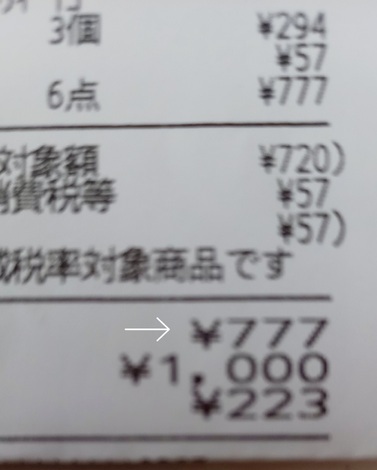 3個 ¥294
¥57
6点 ¥777
対象額 ¥720)
消費税等 ¥57
¥57)
税率対象商品です
¥777
¥1,000
¥223